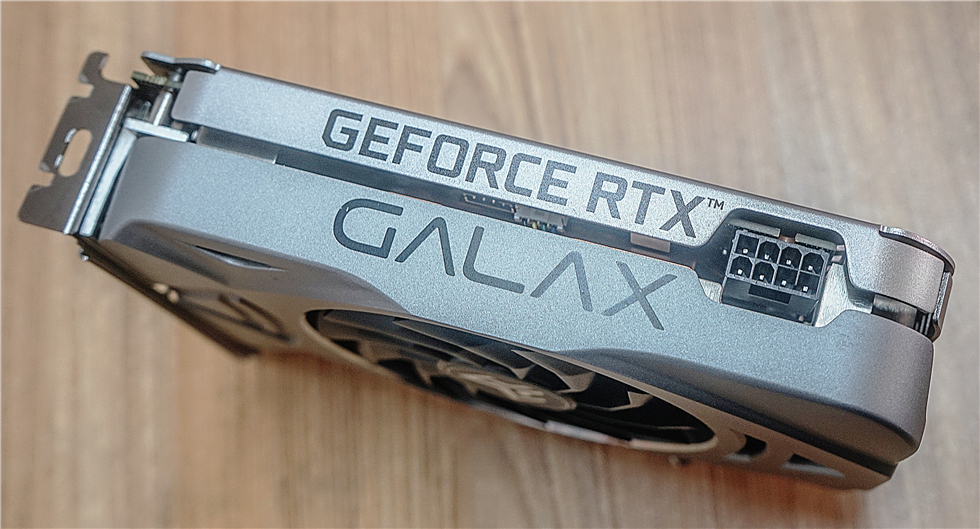 GEFORCE RTX™
GALAX